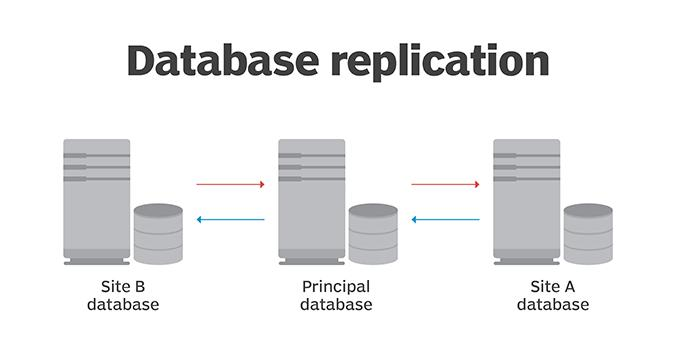 Database replication
Site B
database
Principal
database
Site A
database